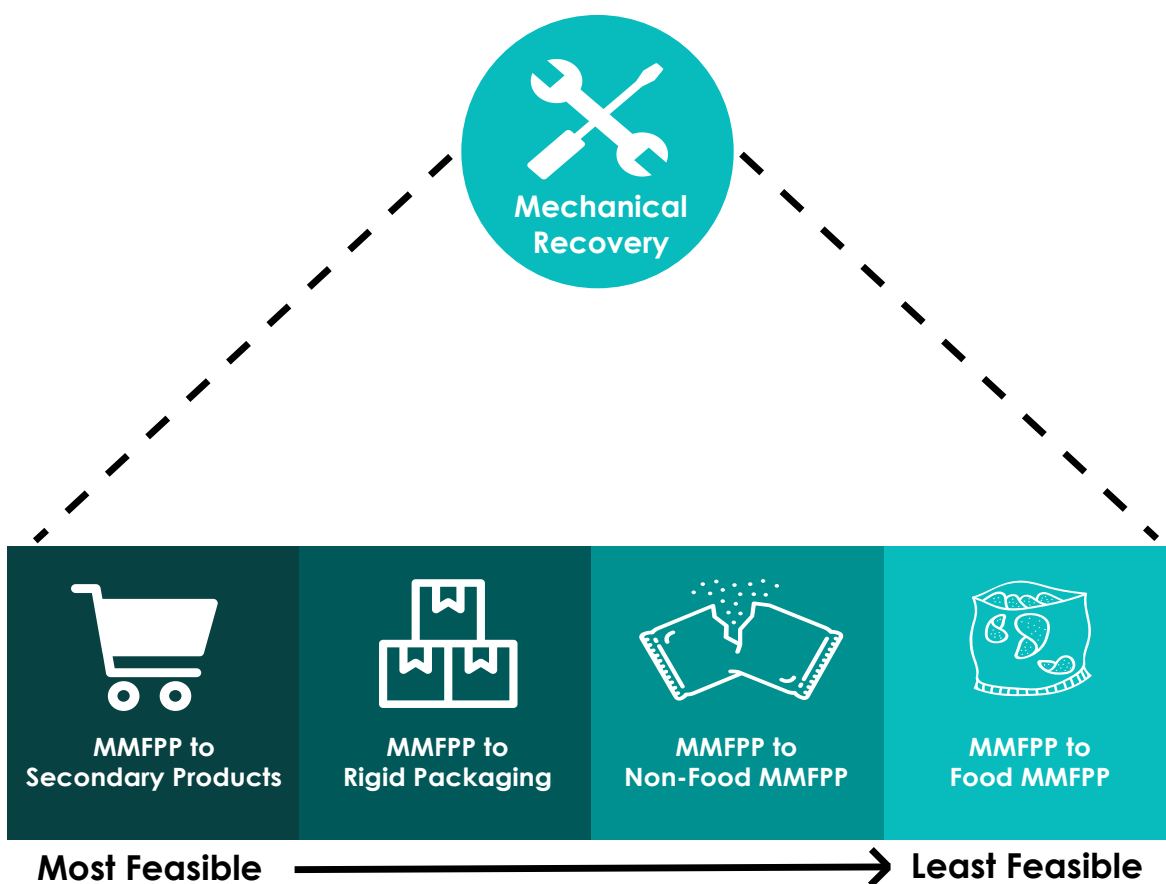 Mechanical
Recovery
MMFPP to
Secondary Products
MMFPP to
Rigid Packaging
MMFPP to
Non-Food MMFPP
MMFPP to
Food MMFPP
Most Feasible
Least Feasible